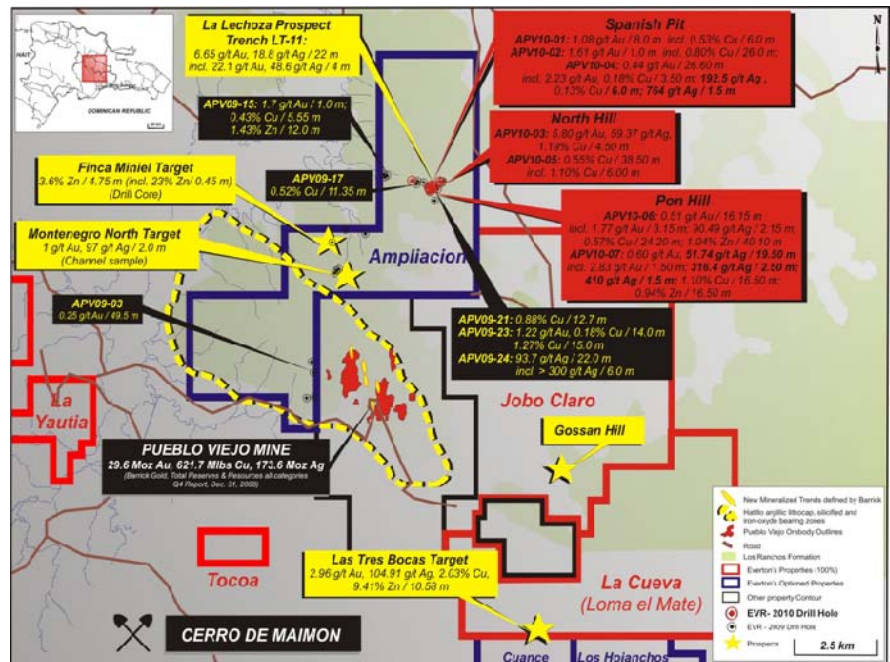 HAITI
DOMINICAN REPUBLIC
La Lechoza Prospect
Trench LT-11:
6.65 g/t Au, 18.8 g/t Ag / 22 m
incl. 22.1 g/t Au, 48.6 g/t Ag / 4 m
Spanish Pit
APV10-01: 1.08 g/t Au / 8.0 m incl. 0.53% Cu / 6.0 m
APV10-02: 1.61 g/t Au / 1.0 m incl. 0.80% Cu / 26.0 m;
APV10-04: 0.44 g/t Au / 26.60 m
incl. 2.23 g/t Au, 0.18% Cu / 3.50 m; 192.5 g/t Ag,
0.13% Cu / 6.0 m; 764 g/t Ag / 1.5 m
N
APV09-15: 1.7 g/t Au / 1.0 m;
0.43% Cu / 5.55 m
1.43% Zn / 12.0 m
North Hill
APV10-03: 5.80 g/t Au, 59.37 g/t Ag,
1.19% Cu / 4.50 m
APV10-05: 0.55% Cu / 38.50 m
incl. 1.10% Cu / 6.00 m
Finca Miniel Target
3.6% Zn / 4.75 m (incl. 23% Zn / 0.45 m)
(Drill Core)
APV09-17
0.52% Cu / 11.35 m
Pon Hill
APV10-06: 0.51 g/t Au / 16.15 m
incl. 1.77 g/t Au / 3.15 m; 90.49 g/t Ag / 2.15 m;
0.57% Cu / 24.20 m; 1.04% Zn / 40.10 m
APV10-07: 0.60 g/t Au, 51.74 g/t Ag / 19.50 m
incl. 2.83 g/t Au / 1.50 m; 316.4 g/t Ag / 2.50 m;
410 g/t Ag / 1.5 m; 1.10% Cu / 16.50 m;
0.94% Zn / 16.50 m
Montenegro North Target
1 g/t Au, 97 g/t Ag / 2.0 m
(Channel sample)
Ampliacion
APV09-03
0.25 g/t Au / 49.5 m
APV09-21: 0.88% Cu / 12.7 m
APV09-23: 1.22 g/t Au, 0.18% Cu / 14.0 m
1.27% Cu / 15.0 m
APV09-24: 93.7 g/t Ag / 22.0 m
incl > 300 g/t Ag / 6.0 m
La
Yautia
Jobo Claro
Gossan Hill
PUEBLO VIEJO MINE
29.6 Moz Au, 621.7 Mlbs Cu, 173.6 Moz Ag
(Barrick Gold, Total Reserves & Resources all categories
Q4 Report, Dec. 31, 2009)
Las Tres Bocas Target
2.96 g/t Au, 104.91 g/t Ag, 2.03% Cu,
9.41% Zn / 10.58 m
Tocoa
La Cueva
(Loma el Mate)
CERRO DE MAIMON
Cuance
Los Hojanchos
New Mineralized Trends defined by Barrick
Hatillo argillic lithocap, silicified and
iron-oxyde bearing zones
Pueblo Viejo Orebody Outlines
Road
Los Ranchos Formation
Everton's Properties (100%)
Everton's Optioned Properties
Other property Contour
EVR- 2010 Drill Hole
EVR - 2009 Drill Hole
Prospects
2.5 km